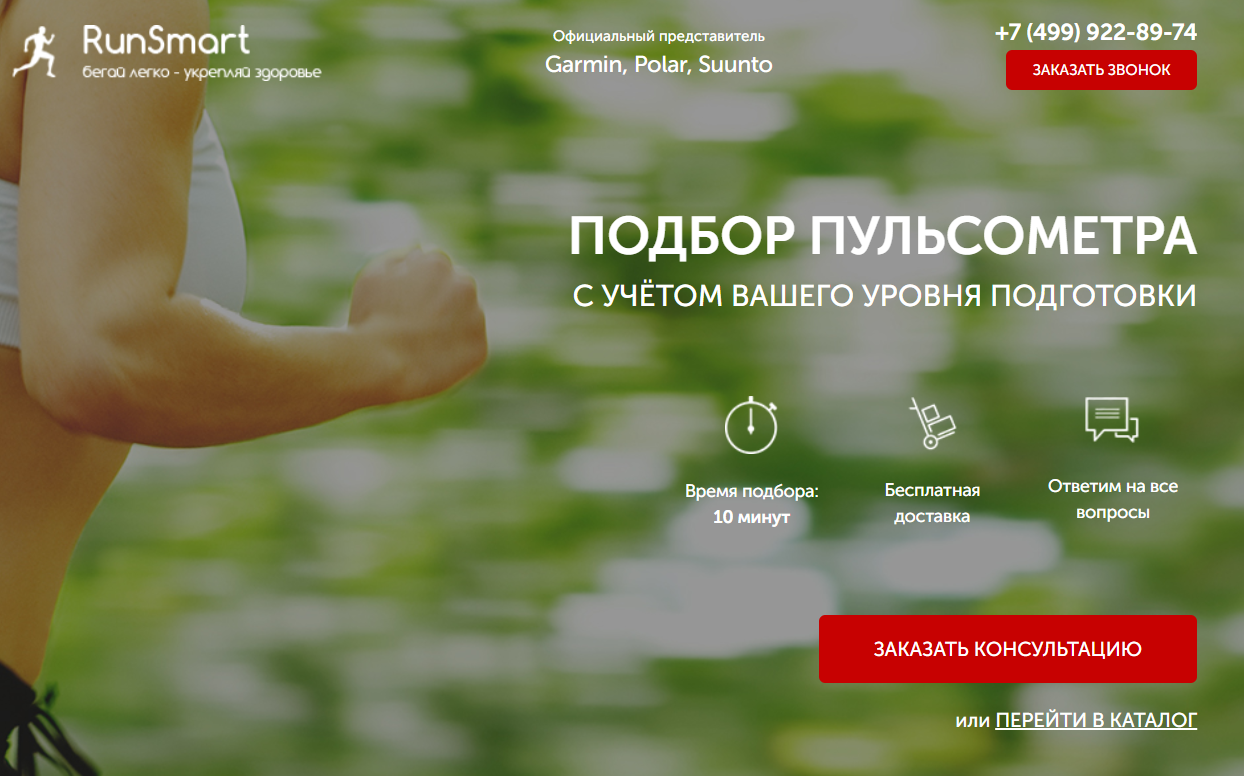 RunSmart
бегай легко - укрепляй здоровье
Официальный представитель
Garmin, Polar, Suunto
+7 (499) 922-89-74
ЗАКАЗАТЬ ЗВОНОК
ПОДБОР ПУЛЬСОМЕТРА
С УЧЁТОМ ВАШЕГО УРОВНЯ ПОДГОТОВКИ
Время подбора:
10 минут
Бесплатная
доставка
Ответим на все
вопросы
ЗАКАЗАТЬ КОНСУЛЬТАЦИЮ
или ПЕРЕЙТИ В КАТАЛОГ